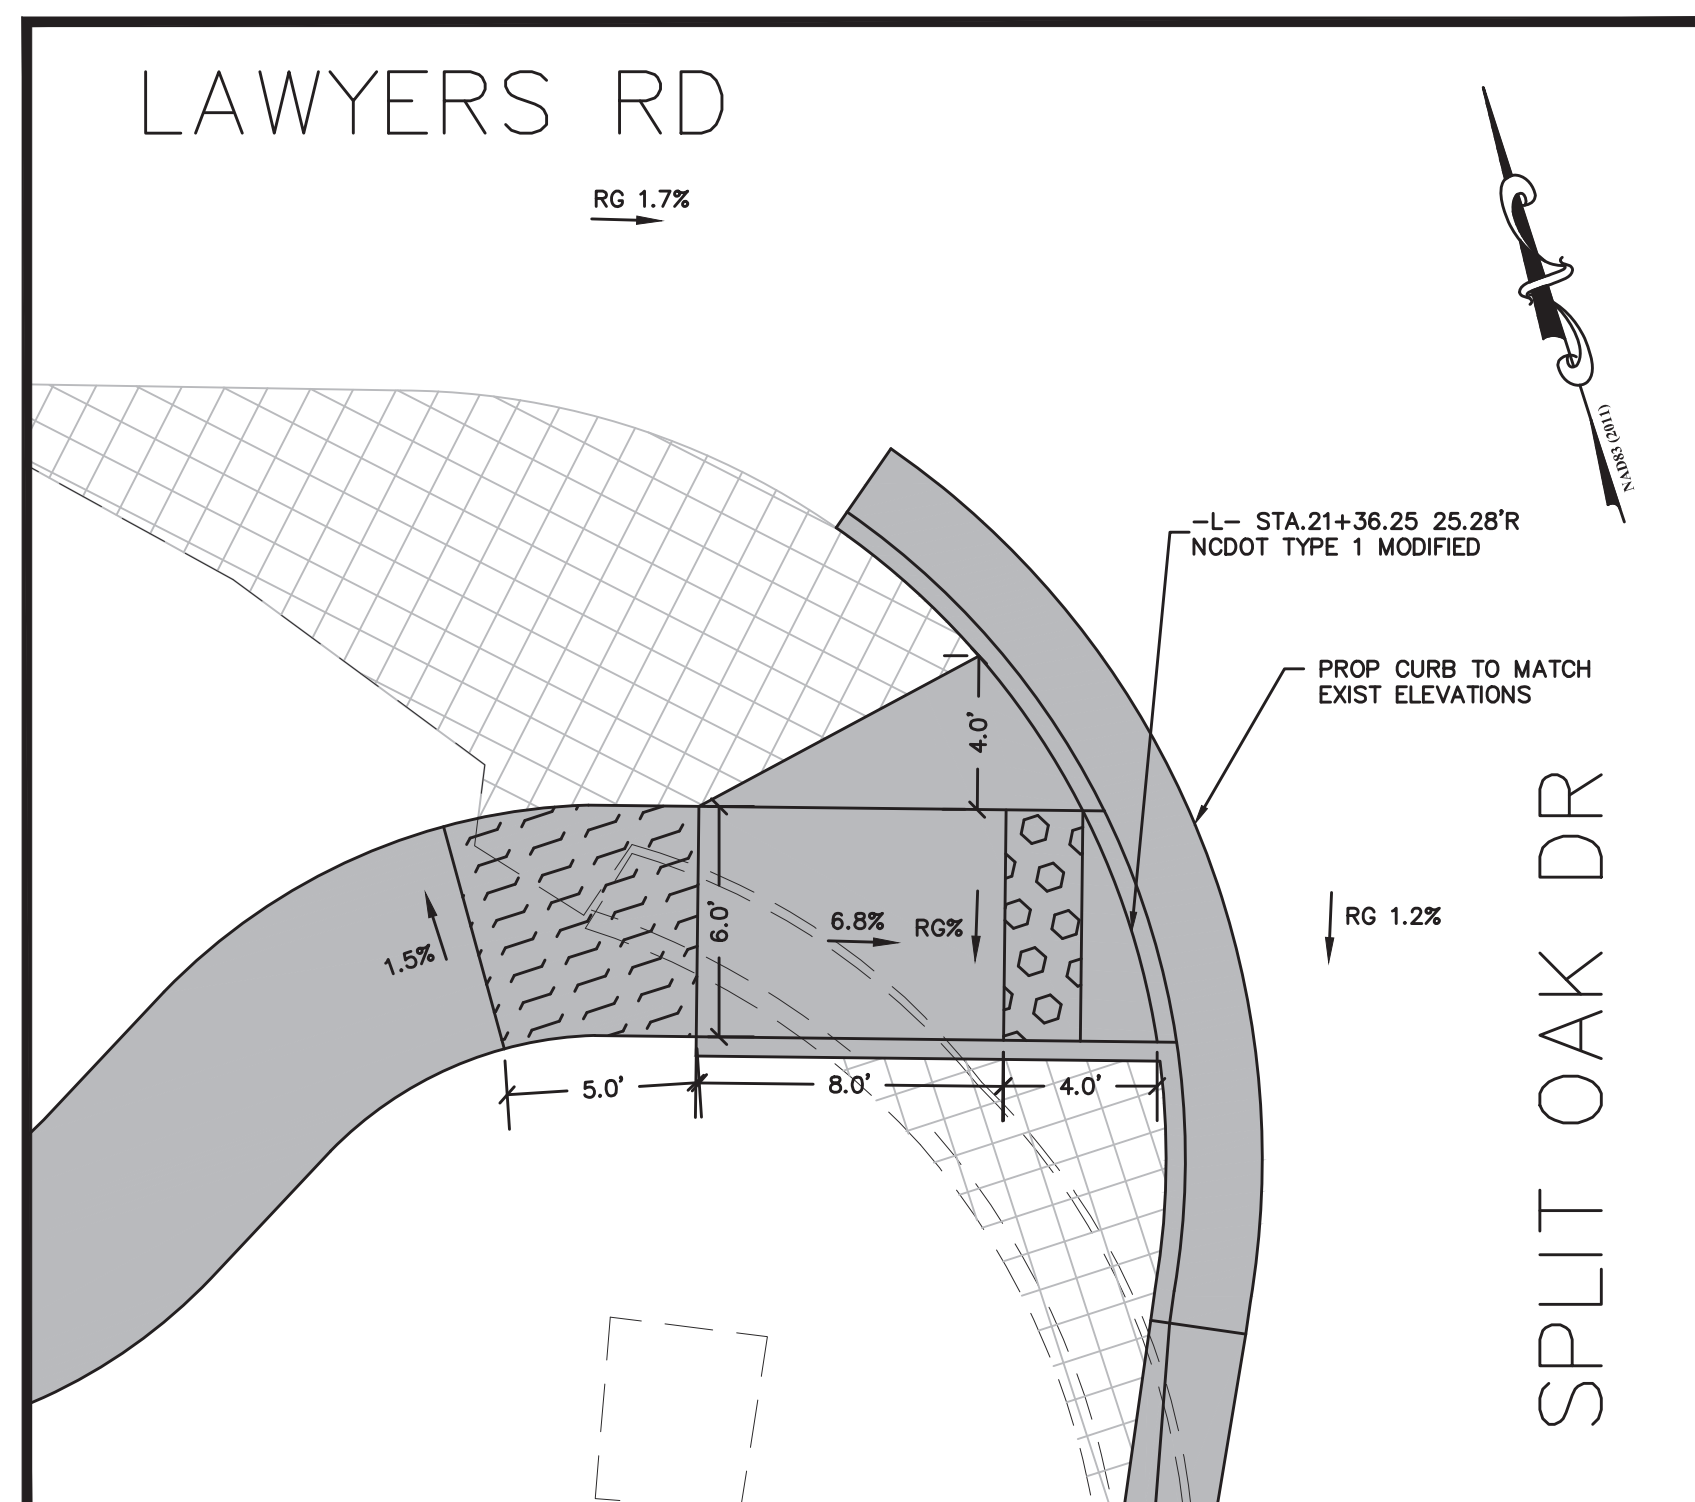 LAWYERS RD
RG 1.7%
NAD83 (2011)
-L- STA.21+36.25 25.28'R
NCDOT TYPE 1 MODIFIED
PROP CURB TO MATCH
EXIST ELEVATIONS
4.0'
6.0'
6.8%
RG%
RG 1.2%
1.5%
5.0'
8.0'
4.0'
SPLIT OAK DR